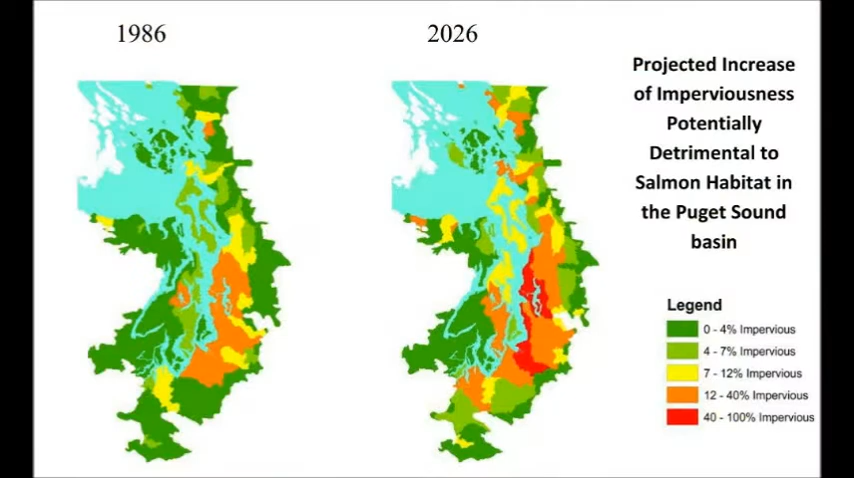 1986
2026
Projected Increase
of Imperviousness
Potentially
Detrimental to
Salmon Habitat in
the Puget Sound
basin
Legend
0 - 4% Impervious
4 - 7% Impervious
7 - 12% Impervious
12 - 40% Impervious
40 - 100% Impervious